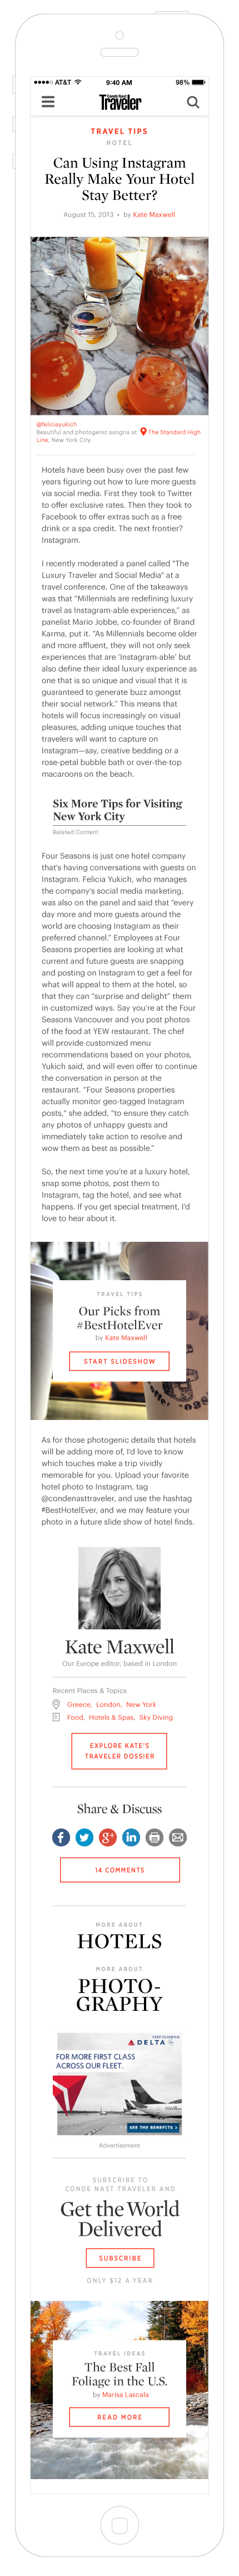 AT&T 9:40 AM 98%
Condé Nast
Traveler
TRAVEL TIPS
HOTEL
Can Using Instagram
Really Make Your Hotel
Stay Better?
August 15, 2013 • by Kate Maxwell
@feliciayukich
Beautiful and photogenic sangria at The Standard High
Line, New York City.
Hotels have been busy over the past few
years figuring out how to lure more guests
via social media. First they took to Twitter
to offer exclusive rates. Then they took to
Facebook to offer extras such as a free
drink or a spa credit. The next frontier?
Instagram.
I recently moderated a panel called "The
Luxury Traveler and Social Media" at a
travel conference. One of the takeaways
was that "Millennials are redefining luxury
travel as Instagram-able experiences," as
panelist Mario Jobbe, co-founder of Brand
Karma, put it. "As Millennials become older
and more affluent, they will not only seek
experiences that are 'Instagram-able' but
also define their ideal luxury experience as
one that is so unique and visual that it is
guaranteed to generate buzz amongst
their social network." This means that
hotels will focus increasingly on visual
pleasures, adding unique touches that
travelers will want to capture on
Instagram—say, creative bedding or a
rose-petal bubble bath or over-the-top
macaroons on the beach.
Six More Tips for Visiting
New York City
Related Content
Four Seasons is just one hotel company
that's having conversations with guests on
Instagram. Felicia Yukich, who manages
the company's social media marketing,
was also on the panel and said that "every
day more and more guests around the
world are choosing Instagram as their
preferred channel." Employees at Four
Seasons properties are looking at what
current and future guests are snapping
and posting on Instagram to get a feel for
what will appeal to them at the hotel, so
that they can "surprise and delight" them
in customized ways. Say you're at the Four
Seasons Vancouver and you post photos
of the food at YEW restaurant. The chef
will provide customized menu
recommendations based on your photos,
Yukich said, and will even offer to continue
the conversation in person at the
restaurant. "Four Seasons properties
actually monitor geo-tagged Instagram
posts," she added, "to ensure they catch
any photos of unhappy guests and
immediately take action to resolve and
wow them as best as possible."
So, the next time you're at a luxury hotel,
snap some photos, post them to
Instagram, tag the hotel, and see what
happens. If you get special treatment, I'd
love to hear about it.
TRAVEL TIPS
Our Picks from
#BestHotelEver
by Kate Maxwell
START SLIDESHOW
As for those photogenic details that hotels
will be adding more of, I'd love to know
which touches make a trip vividly
memorable for you. Upload your favorite
hotel photo to Instagram, tag
@condenasttraveler, and use the hashtag
#BestHotelEver, and we may feature your
photo in a future slide show of hotel finds.
Kate Maxwell
Our Europe editor, based in London
Recent Places & Topics
Greece, London, New York
Food, Hotels & Spas, Sky Diving
EXPLORE KATE'S
TRAVELER DOSSIER
Share & Discuss
14 COMMENTS
MORE ABOUT
HOTELS
MORE ABOUT
PHOTO-
GRAPHY
KEEP CLIMBING
DELTA
FOR MORE FIRST CLASS
ACROSS OUR FLEET.
SEE THE BENEFITS >
Advertisement
SUBSCRIBE TO
CONDE NAST TRAVELER AND
Get the World
Delivered
SUBSCRIBE
ONLY $12 A YEAR
TRAVEL IDEAS
The Best Fall
Foliage in the U.S.
by Marisa Lascala
READ MORE